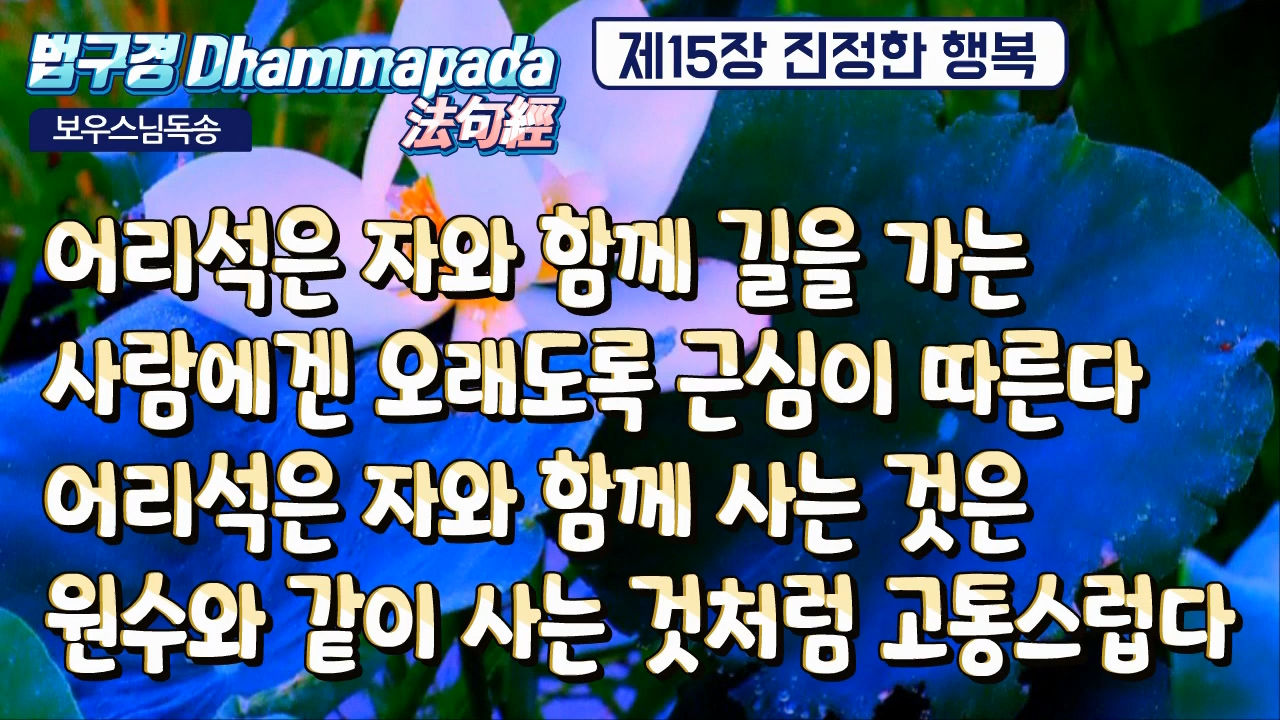 법구경 Dhammapada
法句經
보우스님독송
제15장 진정한 행복
어리석은 자와 함께 길을 가는
사람에겐 오래도록 근심이 따른다
어리석은 자와 함께 사는 것은
원수와 같이 사는 것처럼 고통스럽다